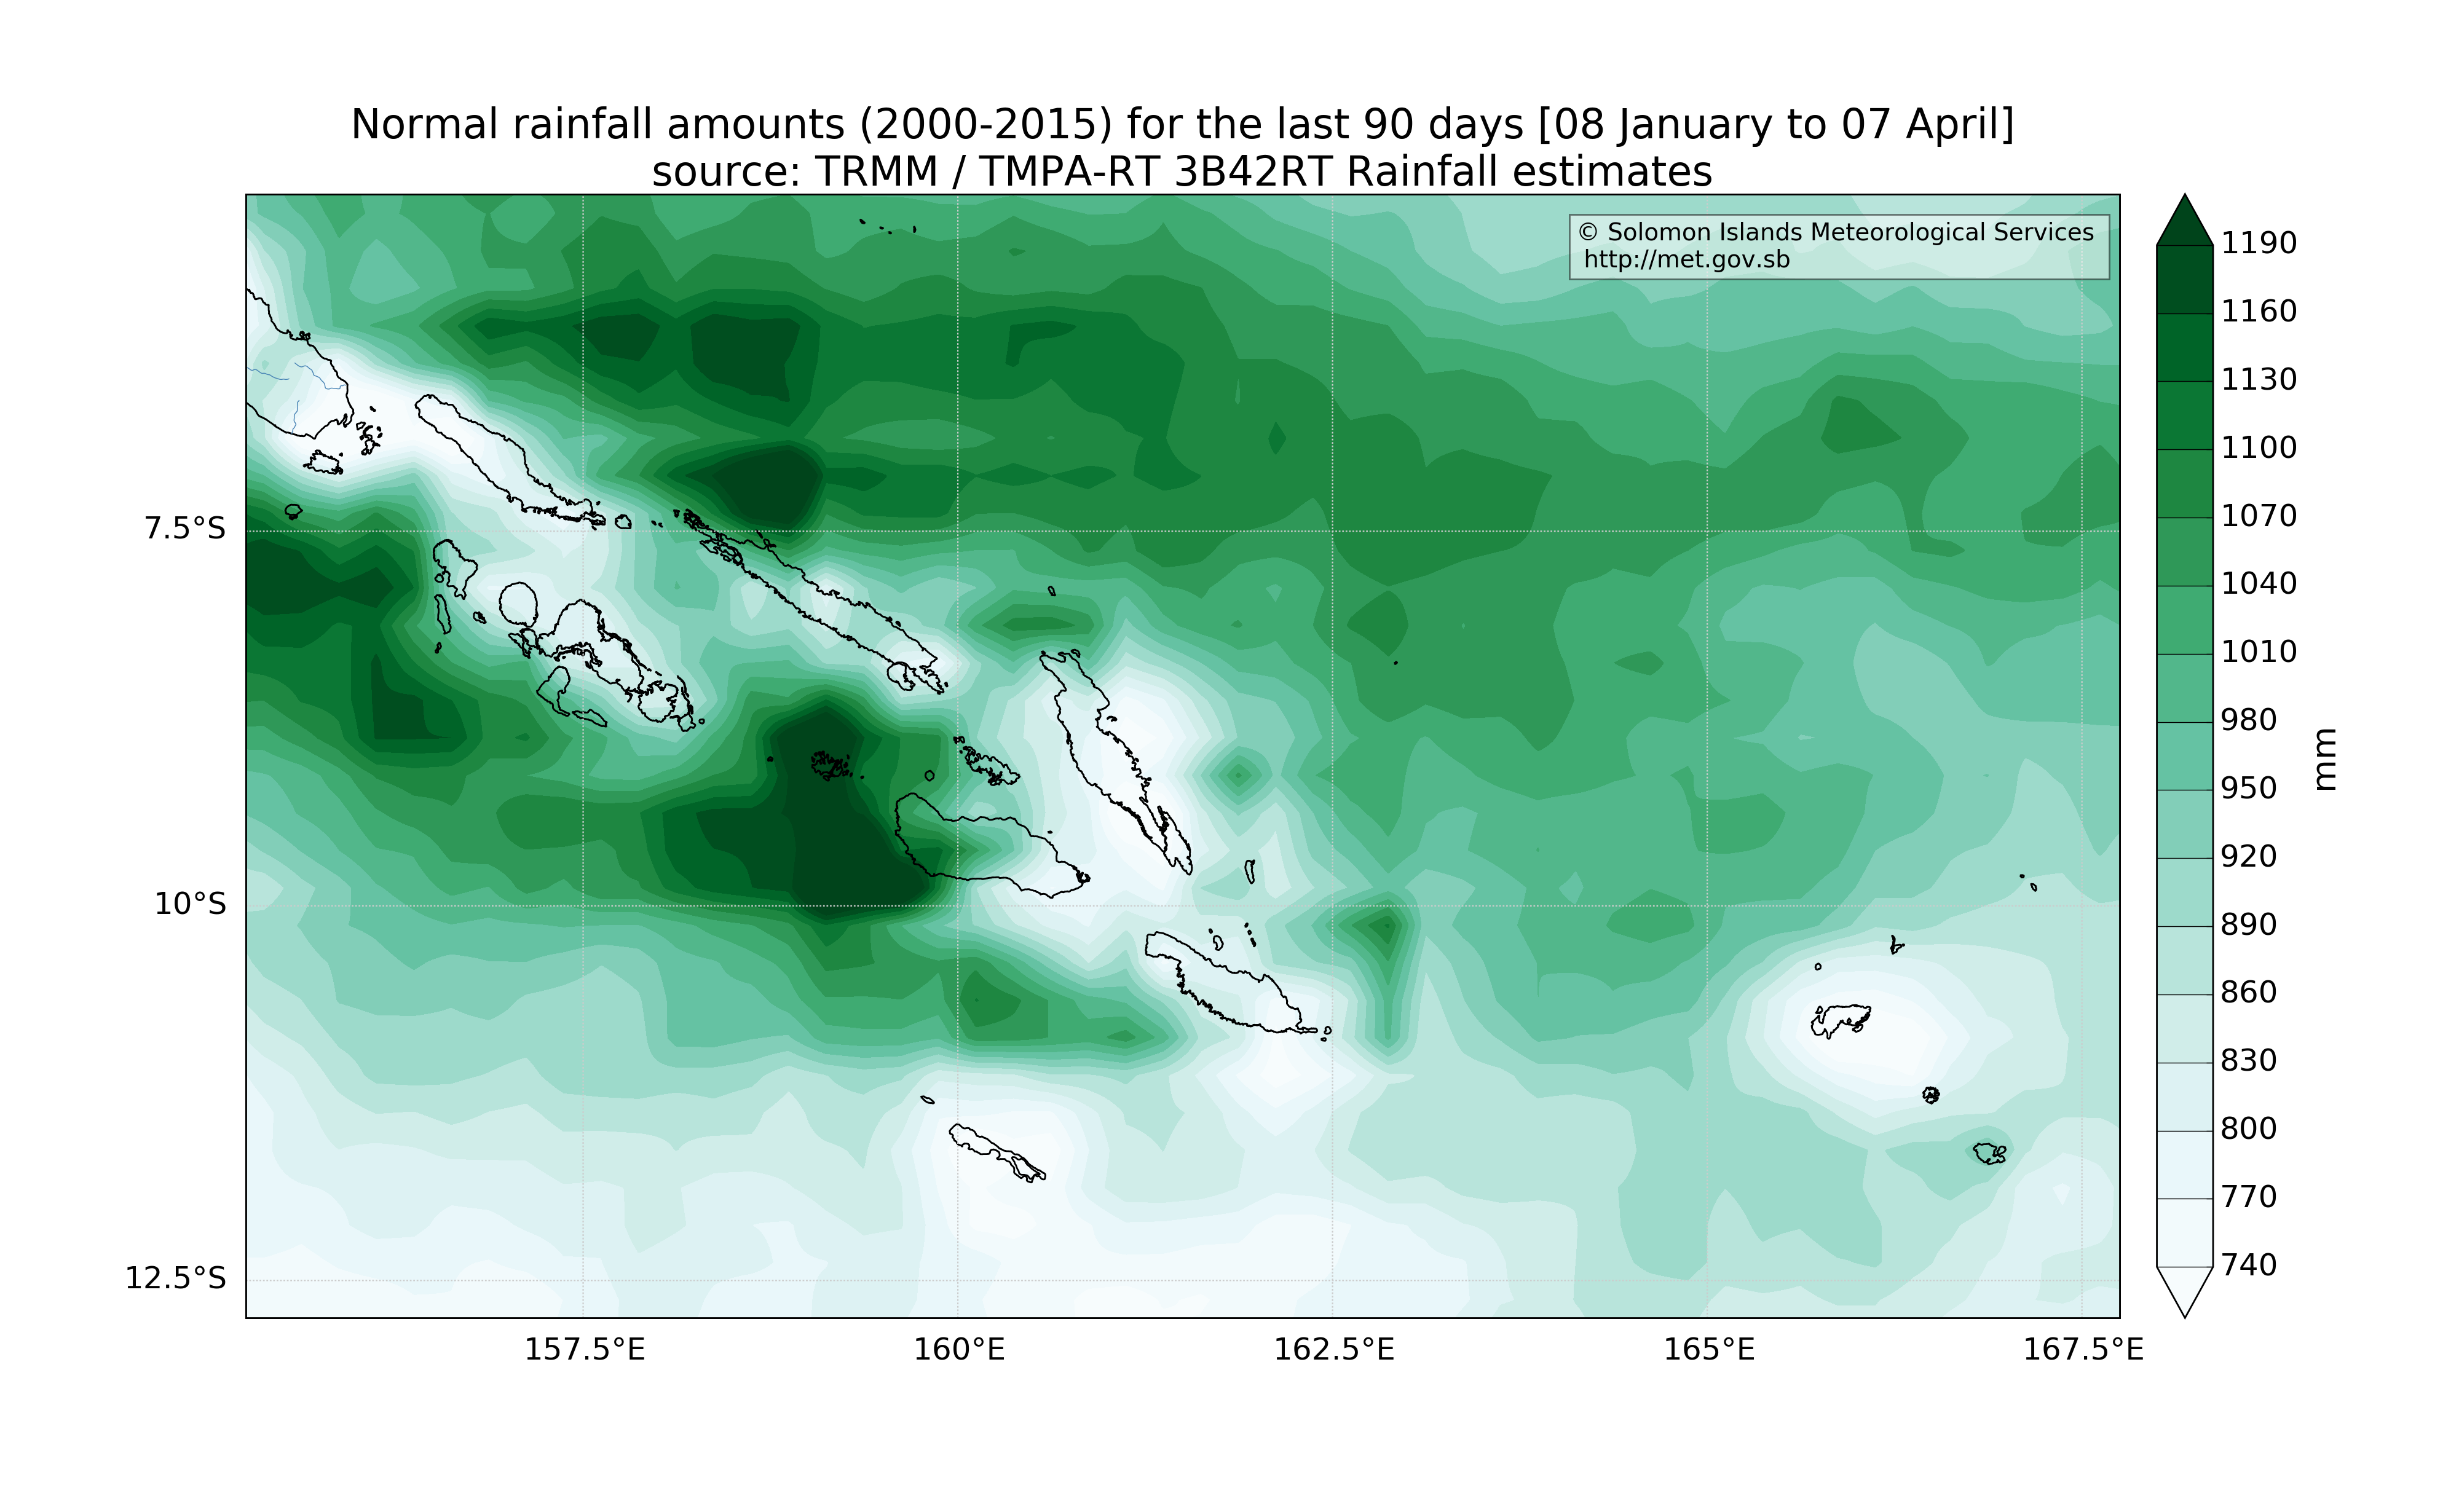 Normal rainfall amounts (2000-2015) for the last 90 days [08 January to 07 April]
source: TRMM / TMPA-RT 3B42RT Rainfall estimates
© Solomon Islands Meteorological Services
http://met.gov.sb
7.5°S
10°S
12.5°S
157.5°E
160°E
162.5°E
165°E
167.5°E
1190
1160
1130
1100
1070
1040
1010
980
950
920
890
860
830
800
770
740
mm